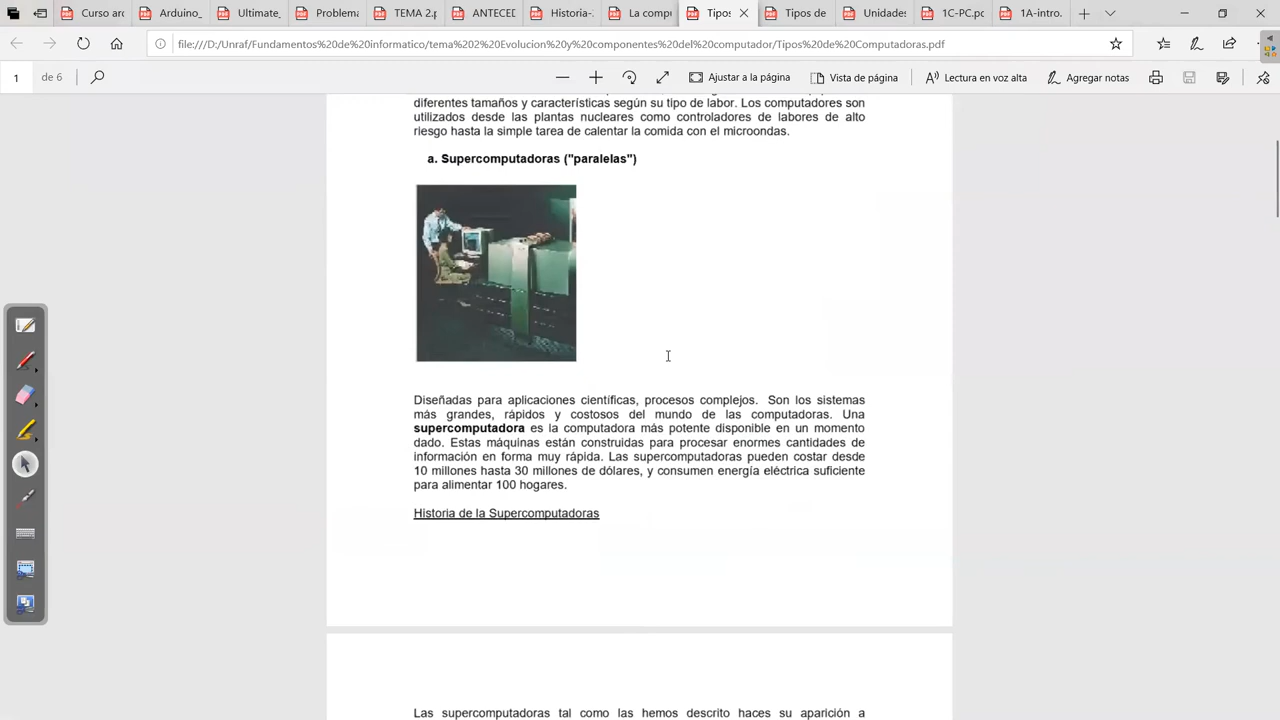 Curso arc
Arduino_
Ultimate_
Problema
TEMA 2.p
ANTECED
Historia-
La compu
Tipos
Tipos de
Unidades
1C-PC.pc
1A-intro.
file:///D:/Unraf/Fundamentos%20de%20informatico/tema%202%20Evolucion%20y%20componentes%20del%20computador/Tipos%20de%20Computadoras.pdf
1 de 6
Ajustar a la página
Vista de página
Lectura en voz alta
Agregar notas
diferentes tamaños y características según su tipo de labor. Los computadores son
utilizados desde las plantas nucleares como controladores de labores de alto
riesgo hasta la simple tarea de calentar la comida con el microondas.
a. Supercomputadoras ("paralelas")
Diseñadas para aplicaciones científicas, procesos complejos. Son los sistemas
más grandes, rápidos y costosos del mundo de las computadoras. Una
supercomputadora es la computadora más potente disponible en un momento
dado. Estas máquinas están construidas para procesar enormes cantidades de
información en forma muy rápida. Las supercomputadoras pueden costar desde
10 millones hasta 30 millones de dólares, y consumen energía eléctrica suficiente
para alimentar 100 hogares.
Historia de la Supercomputadoras
Las supercomputadoras tal como las hemos descrito haces su aparición a